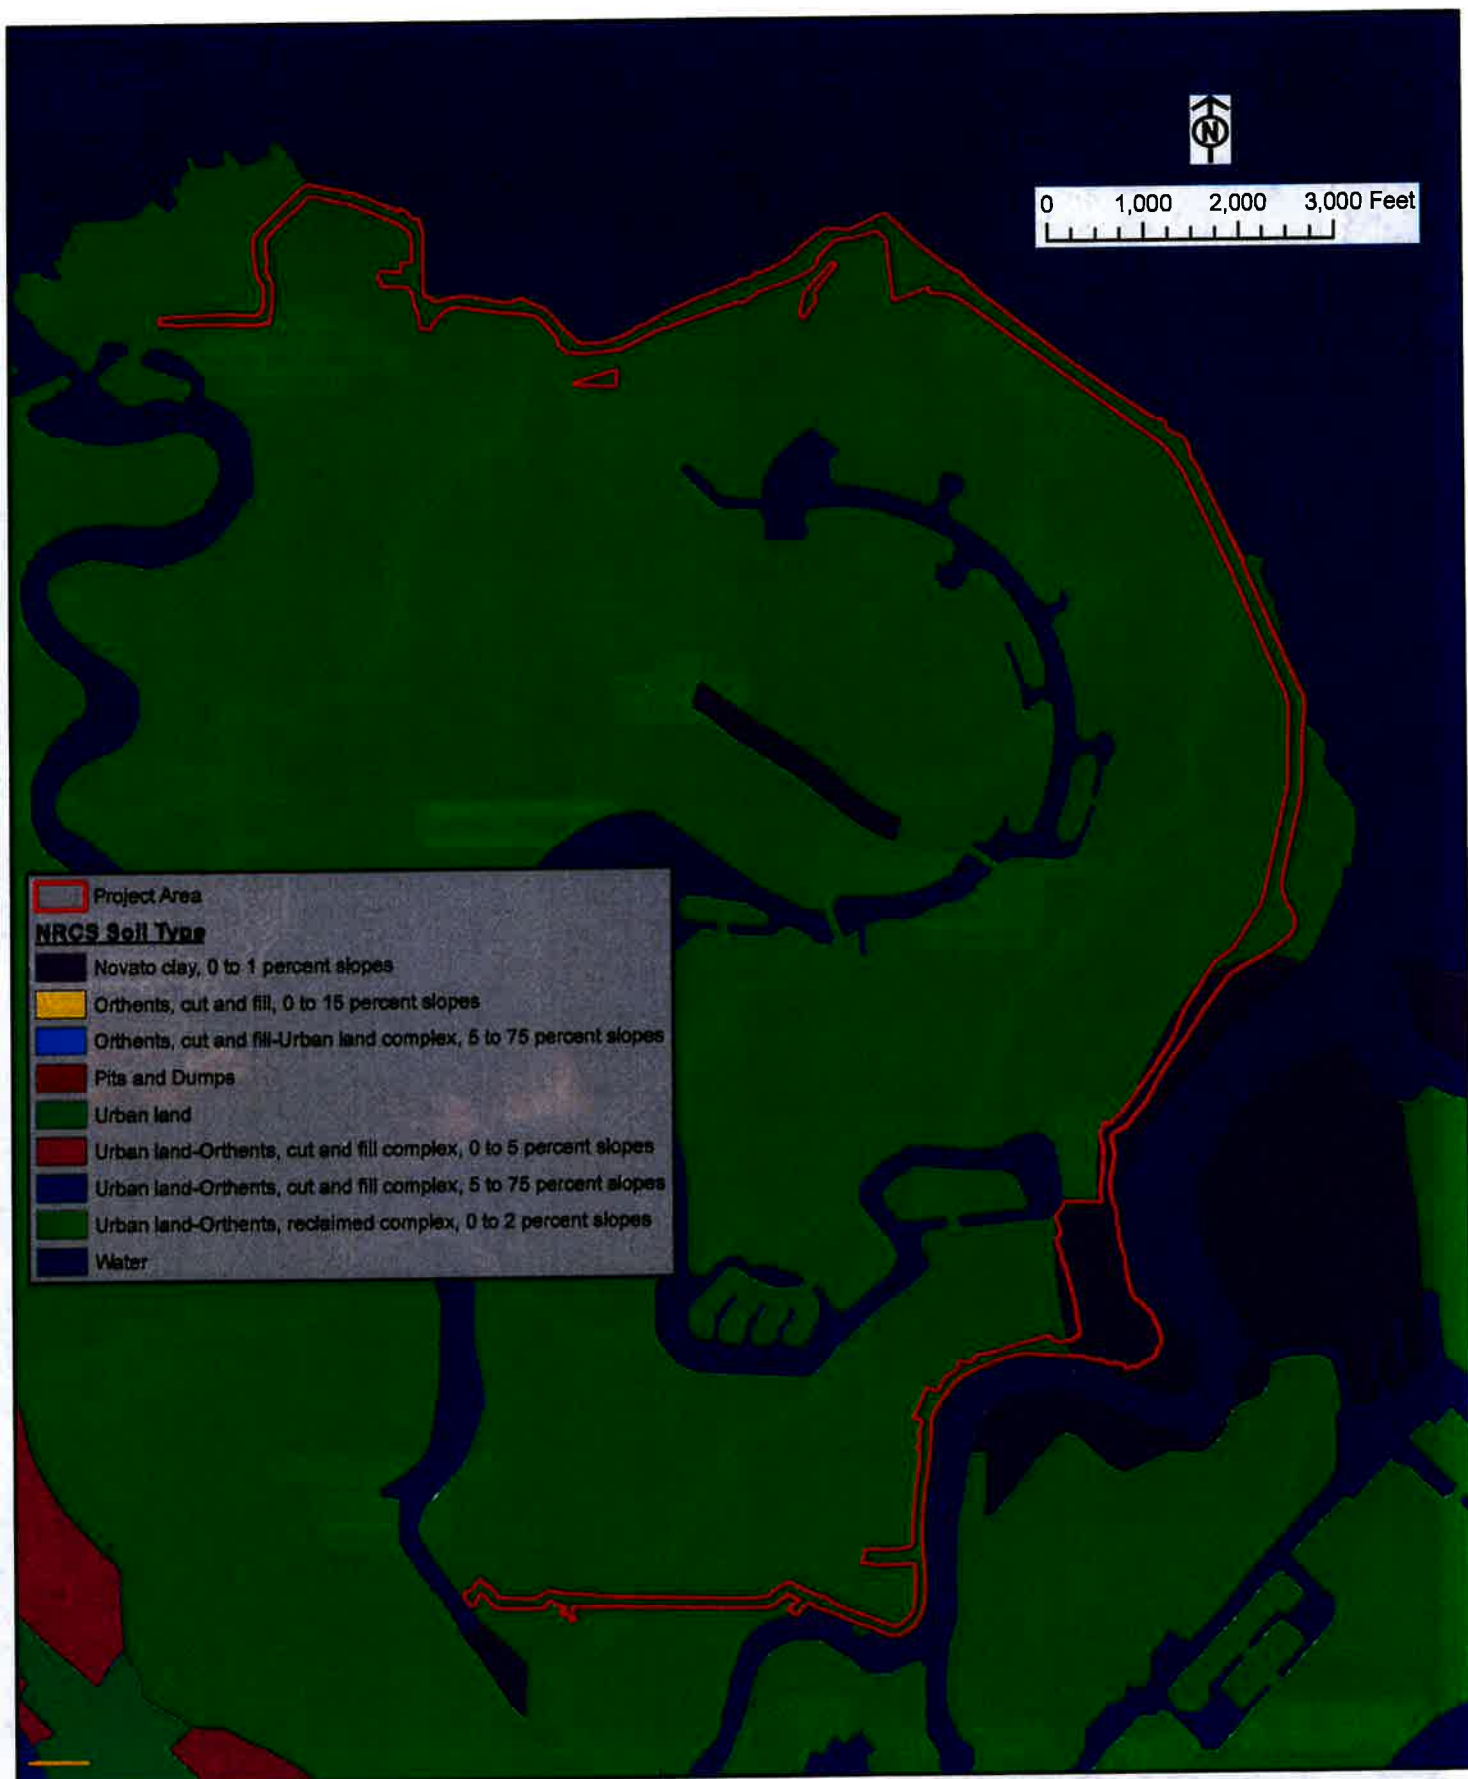 N
0 1,000 2,000 3,000 Feet
Project Area
NRCS Soil Type
Novato clay, 0 to 1 percent slopes
Orthents, cut and fill, 0 to 15 percent slopes
Orthents, cut and fill-Urban land complex, 5 to 75 percent slopes
Pits and Dumps
Urban land
Urban land-Orthents, cut and fill complex, 0 to 5 percent slopes
Urban land-Orthents, cut and fill complex, 5 to 75 percent slopes
Urban land-Orthents, reclaimed complex, 0 to 2 percent slopes
Water